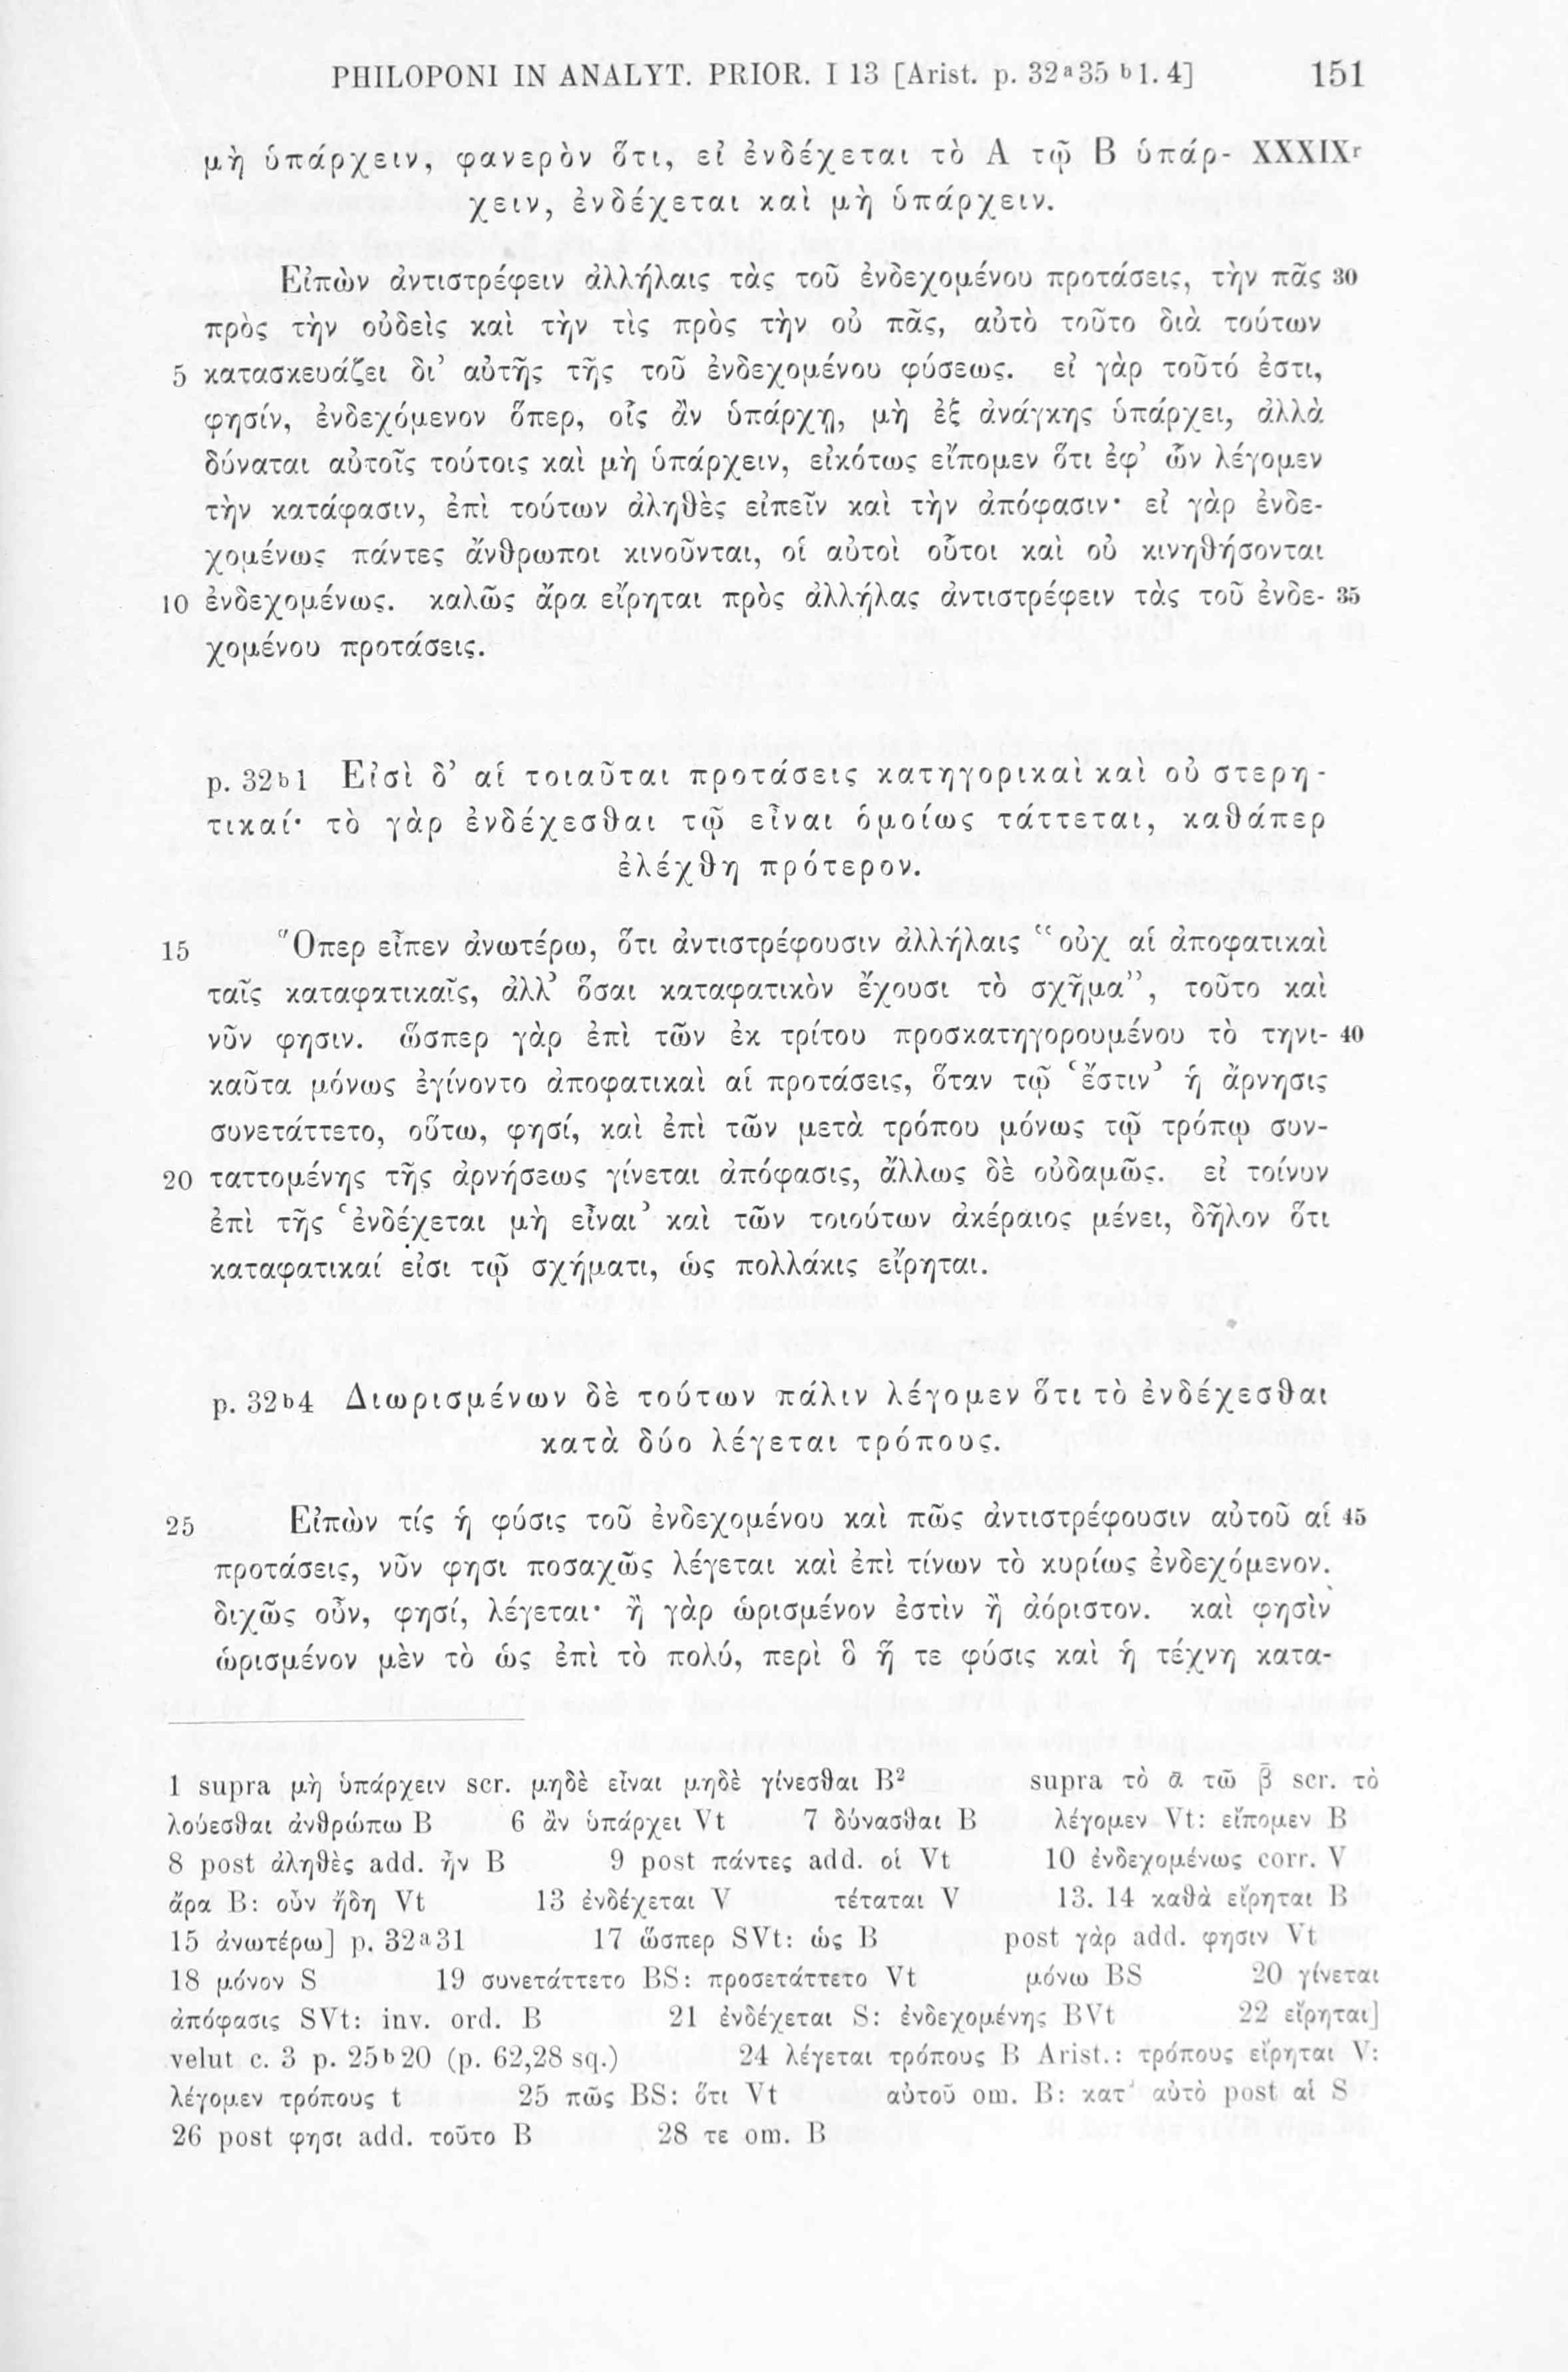 PHILOPONI IN ANALYT. PRIOR. I 13 [Arist. p. 32ᵃ35 ᵇ1. 4] 151
μὴ ὑπάρχειν, φανερὸν ὅτι, εἰ ἐνδέχεται τὸ Α τῷ Β ὑπάρ- XXXIXʳ
χειν, ἐνδέχεται καὶ μὴ ὑπάρχειν.
Εἰπὼν ἀντιστρέφειν ἀλλήλαις τὰς τοῦ ἐνδεχομένου προτάσεις, τὴν πᾶς 30
πρὸς τὴν οὐδεὶς καὶ τὴν τὶς πρὸς τὴν οὐ πᾶς, αὐτὸ τοῦτο διὰ τούτων
5 κατασκευάζει δι’ αὐτῆς τῆς τοῦ ἐνδεχομένου φύσεως. εἰ γὰρ τοῦτό ἐστι,
φησίν, ἐνδεχόμενον ὅπερ, οἷς ἂν ὑπάρχῃ, μὴ ἐξ ἀνάγκης ὑπάρχει, ἀλλὰ
δύναται αὐτοῖς τούτοις καὶ μὴ ὑπάρχειν, εἰκότως εἴπομεν ὅτι ἐφ’ ὧν λέγομεν
τὴν κατάφασιν, ἐπὶ τούτων ἀληθὲς εἰπεῖν καὶ τὴν ἀπόφασιν· εἰ γὰρ ἐνδε-
χομένως πάντες ἄνθρωποι κινοῦνται, οἱ αὐτοὶ οὗτοι καὶ οὐ κινηθήσονται
10 ἐνδεχομένως. καλῶς ἄρα εἴρηται πρὸς ἀλλήλας ἀντιστρέφειν τὰς τοῦ ἐνδε- 35
χομένου προτάσεις.
p. 32ᵇ1 Εἰσὶ δ’ αἱ τοιαῦται προτάσεις κατηγορικαὶ καὶ οὐ στερη-
τικαί· τὸ γὰρ ἐνδέχεσθαι τῷ εἶναι ὁμοίως τάττεται, καθάπερ
ἐλέχθη πρότερον.
15 Ὅπερ εἶπεν ἀνωτέρω, ὅτι ἀντιστρέφουσιν ἀλλήλαις “οὐχ αἱ ἀποφατικαὶ
ταῖς καταφατικαῖς, ἀλλ’ ὅσαι καταφατικὸν ἔχουσι τὸ σχῆμα”, τοῦτο καὶ
νῦν φησιν. ὥσπερ γὰρ ἐπὶ τῶν ἐκ τρίτου προσκατηγορουμένου τὸ τηνι- 40
καῦτα μόνως ἐγίνοντο ἀποφατικαὶ αἱ προτάσεις, ὅταν τῷ ‘ἔστιν’ ἡ ἄρνησις
συνετάττετο, οὕτω, φησί, καὶ ἐπὶ τῶν μετὰ τρόπου μόνως τῷ τρόπῳ συν-
20 ταττομένης τῆς ἀρνήσεως γίνεται ἀπόφασις, ἄλλως δὲ οὐδαμῶς. εἰ τοίνυν
ἐπὶ τῆς ‘ἐνδέχεται μὴ εἶναι’ καὶ τῶν τοιούτων ἀκέραιος μένει, δῆλον ὅτι
καταφατικαί εἰσι τῷ σχήματι, ὡς πολλάκις εἴρηται.
p. 32ᵇ4 Διωρισμένων δὲ τούτων πάλιν λέγομεν ὅτι τὸ ἐνδέχεσθαι
κατὰ δύο λέγεται τρόπους.
25 Εἰπὼν τίς ἡ φύσις τοῦ ἐνδεχομένου καὶ πῶς ἀντιστρέφουσιν αὐτοῦ αἱ 45
προτάσεις, νῦν φησι ποσαχῶς λέγεται καὶ ἐπὶ τίνων τὸ κυρίως ἐνδεχόμενον.
διχῶς οὖν, φησί, λέγεται· ἢ γὰρ ὡρισμένον ἐστὶν ἢ ἀόριστον. καὶ φησὶν
ὡρισμένον μὲν τὸ ὡς ἐπὶ τὸ πολύ, περὶ ὃ ἥ τε φύσις καὶ ἡ τέχνη κατα-
1 supra μὴ ὑπάρχειν scr. μηδὲ εἶναι μηδὲ γίνεσθαι B² supra τὸ ᾱ τῶ β̄ scr. τὸ
λούεσθαι ἀνθρώπω B 6 ἂν ὑπάρχει Vt 7 δύνασθαι B λέγομεν Vt: εἴπομεν B
8 post ἀληθὲς add. ἦν B 9 post πάντες add. οἱ Vt 10 ἐνδεχομένως corr. V
ἄρα B: οὖν ἤδη Vt 13 ἐνδέχεται V τέταται V 13. 14 καθὰ εἴρηται B
15 ἀνωτέρω] p. 32ᵃ31 17 ὥσπερ SVt: ὡς B post γὰρ add. φησιν Vt
18 μόνον S 19 συνετάττετο BS: προσετάττετο Vt μόνω BS 20 γίνεται
ἀπόφασις SVt: inv. ord. B 21 ἐνδέχεται S: ἐνδεχομένης BVt 22 εἴρηται]
velut c. 3 p. 25ᵇ20 (p. 62,28 sq.) 24 λέγεται τρόπους B Arist.: τρόπους εἴρηται V:
λέγομεν τρόπους t 25 πῶς BS: ὅτι Vt αὐτοῦ om. B: κατ’ αὐτὸ post αἱ S
26 post φησι add. τοῦτο B 28 τε om. B